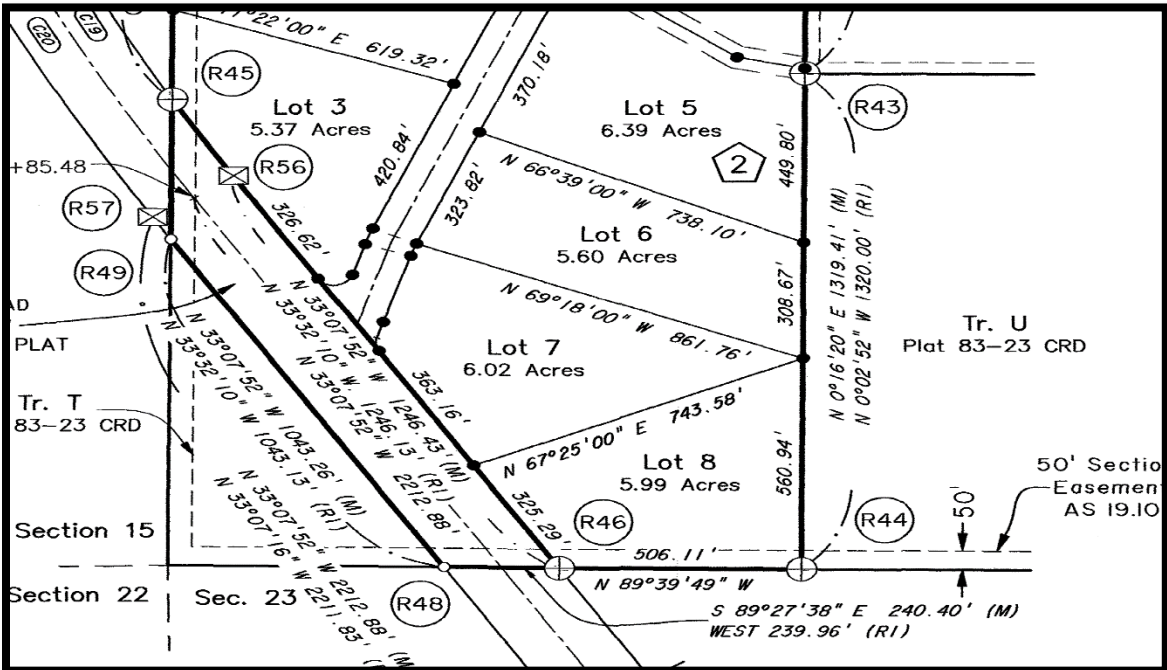 C20
C19
71°22'00" E 619.32'
R45
Lot 3
5.37 Acres
370.18'
Lot 5
6.39 Acres
R43
+85.48
R56
420.84'
2
449.80'
N 66°39'00" W 738.10'
R57
326.62'
323.82'
Lot 6
5.60 Acres
N 0°16'20" E 1319.41' (M)
N 0°02'52" W 1320.00' (R1)
R49
N 69°18'00" W 861.76'
308.67'
AD
PLAT
Tr. U
Plat 83-23 CRD
Lot 7
6.02 Acres
N 33°07'52" W 1246.43' (M)
N 33°32'10" W 1246.13' (R1)
N 33°07'52" W 2212.88'
363.16'
Tr. T
83-23 CRD
N 33°07'52" W 1043.26' (M)
N 33°32'10" W 1043.13' (R1)
N 67°25'00" E 743.58'
Lot 8
5.99 Acres
560.94'
50' Sectio
Easemen
AS 19.10
Section 15
325.29'
R46
R44
50'
506.11'
N 89°39'49" W
Section 22
Sec. 23
N 33°07'52" W 2212.88' (M
N 33°07'16" W 2211.83' (
R48
S 89°27'38" E 240.40' (M)
WEST 239.96' (R1)